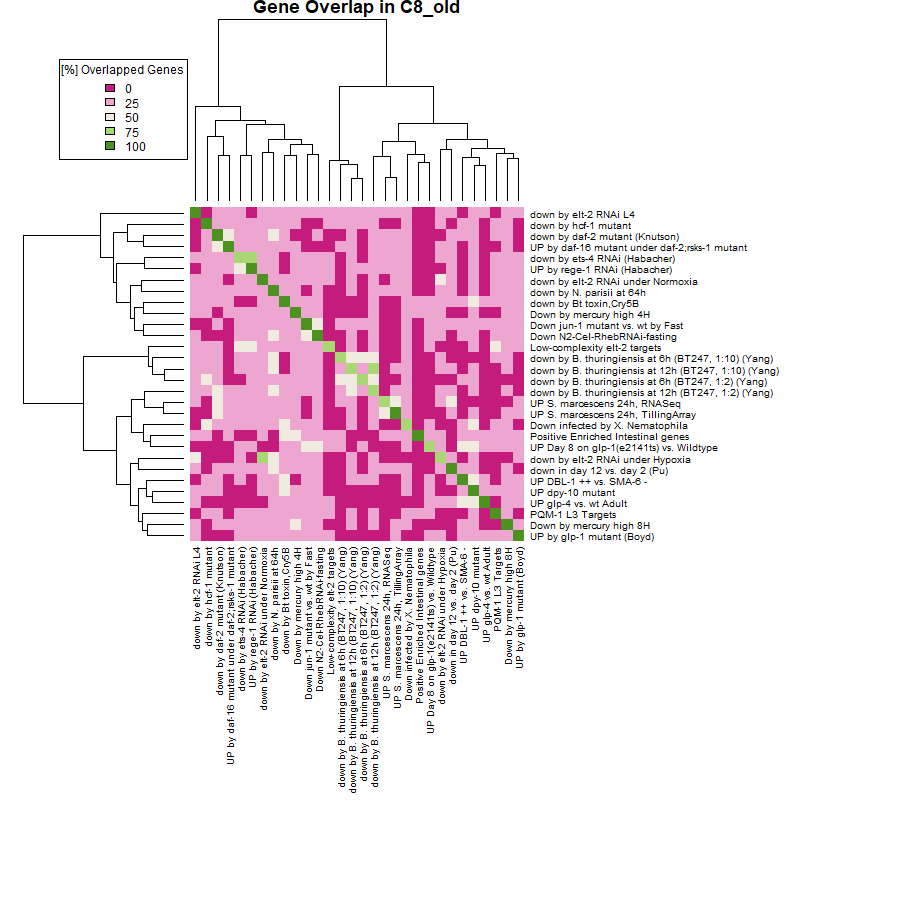 Gene Overlap in C8_old
[%] Overlapped Genes
0
25
50
75
100
down by elt-2 RNAi L4
down by hcf-1 mutant
down by daf-2 mutant (Knutson)
UP by daf-16 mutant under daf-2;rsks-1 mutant
down by ets-4 RNAi (Habacher)
UP by rege-1 RNAi (Habacher)
down by elt-2 RNAi under Normoxia
down by N. parisii at 64h
down by Bt toxin,Cry5B
Down by mercury high 4H
Down jun-1 mutant vs. wt by Fast
Down N2-Cel-RhebRNAi-fasting
Low-complexity elt-2 targets
down by B. thuringiensis at 6h (BT247, 1:10) (Yang)
down by B. thuringiensis at 12h (BT247, 1:10) (Yang)
down by B. thuringiensis at 6h (BT247, 1:2) (Yang)
down by B. thuringiensis at 12h (BT247, 1:2) (Yang)
UP S. marcescens 24h, RNASeq
UP S. marcescens 24h, TillingArray
Down infected by X. Nematophila
Positive Enriched Intestinal genes
UP Day 8 on glp-1(e2141ts) vs. Wildtype
down by elt-2 RNAi under Hypoxia
down in day 12 vs. day 2 (Pu)
UP DBL-1 ++ vs. SMA-6 -
UP dpy-10 mutant
UP glp-4 vs. wt Adult
PQM-1 L3 Targets
Down by mercury high 8H
UP by glp-1 mutant (Boyd)
down by elt-2 RNAi L4
down by hcf-1 mutant
down by daf-2 mutant (Knutson)
UP by daf-16 mutant under daf-2;rsks-1 mutant
down by ets-4 RNAi (Habacher)
UP by rege-1 RNAi (Habacher)
down by elt-2 RNAi under Normoxia
down by N. parisii at 64h
down by Bt toxin,Cry5B
Down by mercury high 4H
Down jun-1 mutant vs. wt by Fast
Down N2-Cel-RhebRNAi-fasting
Low-complexity elt-2 targets
down by B. thuringiensis at 6h (BT247, 1:10) (Yang)
down by B. thuringiensis at 12h (BT247, 1:10) (Yang)
down by B. thuringiensis at 6h (BT247, 1:2) (Yang)
down by B. thuringiensis at 12h (BT247, 1:2) (Yang)
UP S. marcescens 24h, RNASeq
UP S. marcescens 24h, TillingArray
Down infected by X. Nematophila
Positive Enriched Intestinal genes
UP Day 8 on glp-1(e2141ts) vs. Wildtype
down by elt-2 RNAi under Hypoxia
down in day 12 vs. day 2 (Pu)
UP DBL-1 ++ vs. SMA-6 -
UP dpy-10 mutant
UP glp-4 vs. wt Adult
PQM-1 L3 Targets
Down by mercury high 8H
UP by glp-1 mutant (Boyd)